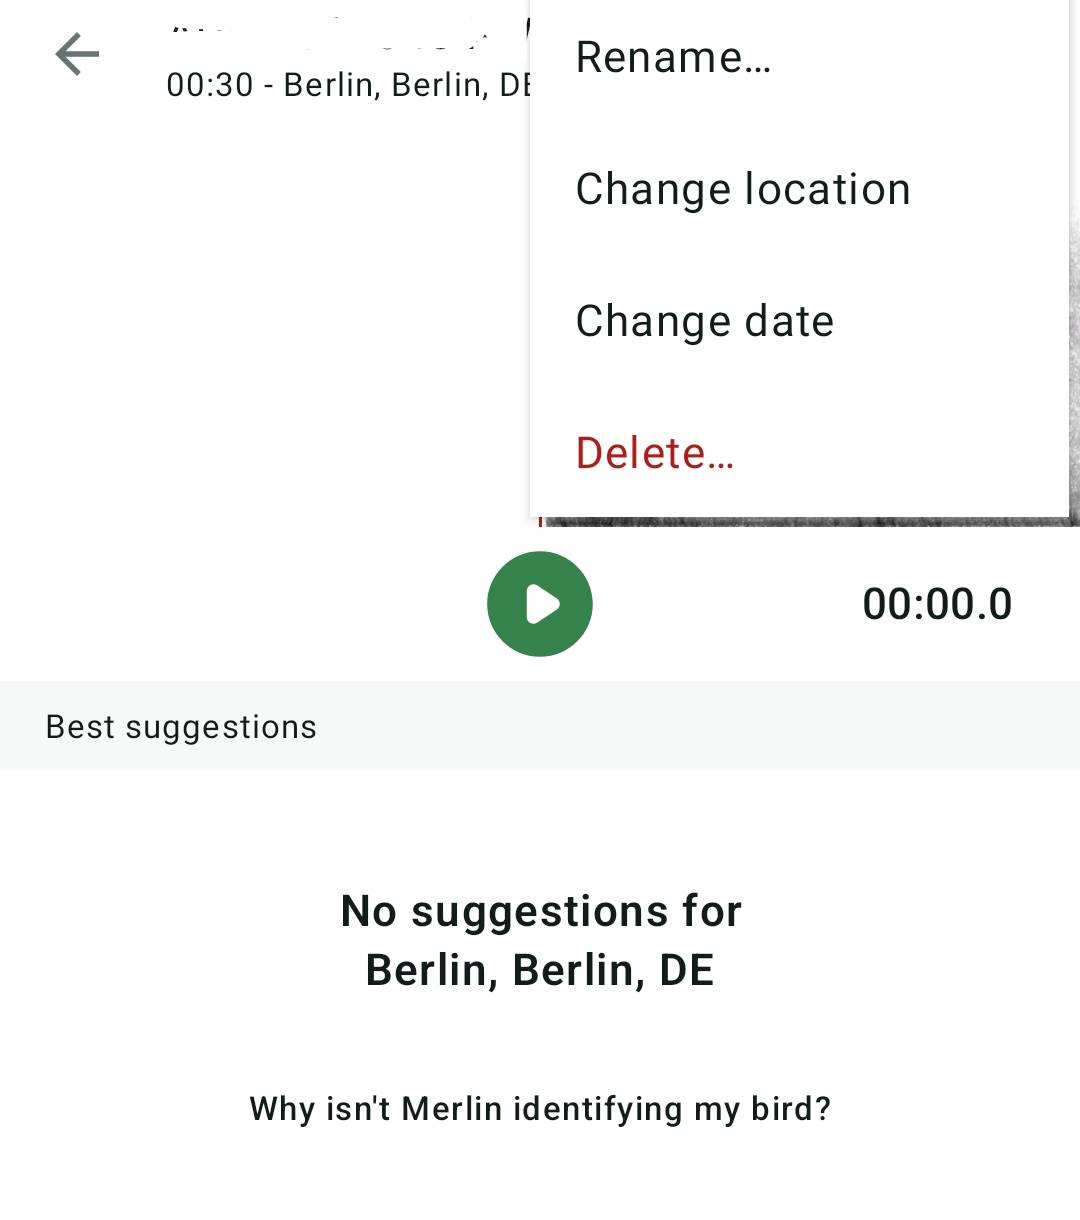 00:30 - Berlin, Berlin, DE
Rename…
Change location
Change date
Delete…
00:00.0
Best suggestions
No suggestions for
Berlin, Berlin, DE
Why isn't Merlin identifying my bird?